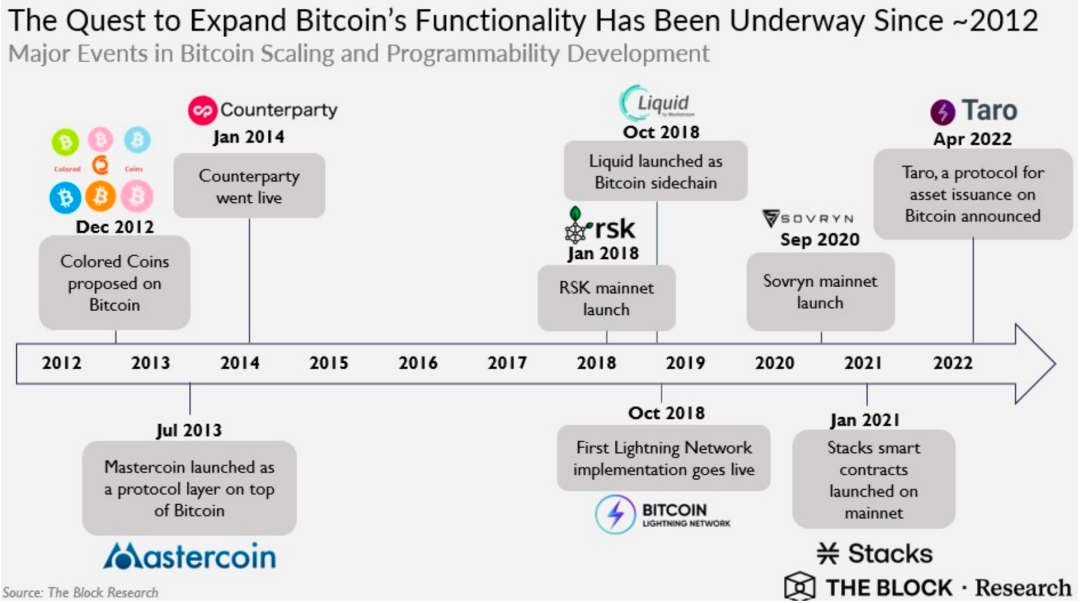 The Quest to Expand Bitcoin's Functionality Has Been Underway Since ~2012
Major Events in Bitcoin Scaling and Programmability Development
Colored Coins
Dec 2012
Colored Coins
proposed on
Bitcoin
Counterparty
Jan 2014
Counterparty
went live
Liquid
by Blockstream
Oct 2018
Liquid launched as
Bitcoin sidechain
rsk
Jan 2018
RSK mainnet
launch
SOVRYN
Sep 2020
Sovryn mainnet
launch
Taro
Apr 2022
Taro, a protocol for
asset issuance on
Bitcoin announced
2012 2013 2014 2015 2016 2017 2018 2019 2020 2021 2022
Jul 2013
Mastercoin launched as
a protocol layer on top
of Bitcoin
Mastercoin
Oct 2018
First Lightning Network
implementation goes live
BITCOIN
LIGHTNING NETWORK
Jan 2021
Stacks smart
contracts
launched on
mainnet
Stacks
Source: The Block Research
THE BLOCK · Research